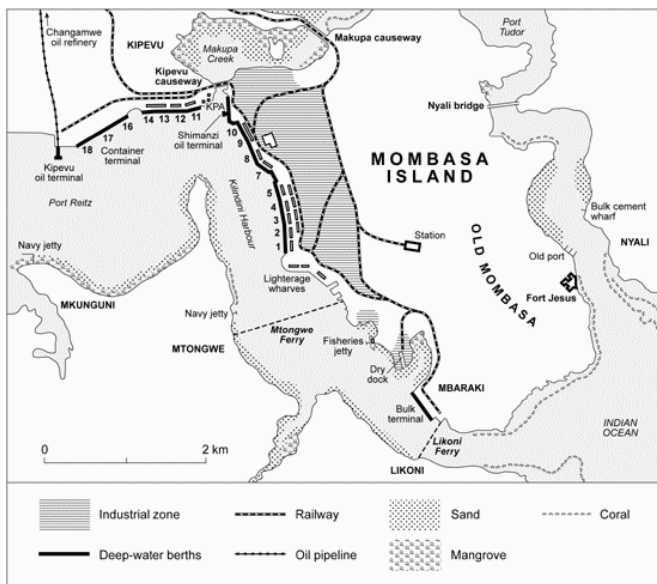 Port
Tudor
Changamwe
oil refinery
KIPEVU
Makupa
Creek
Makupa causeway
Kipevu
causeway
Nyali bridge
KPA
Shimanzi
oil terminal
18
17
16
14
13
12
11
10
9
8
7
5
4
3
2
1
Container
terminal
Kipevu
oil terminal
MOMBASA
ISLAND
Port Reitz
Kilindini Harbour
Bulk cement
wharf
Station
OLD MOMBASA
NYALI
Old port
Navy jetty
Fort Jesus
Lighterage
wharves
MKUNGUNI
Navy jetty
Mtongwe
Ferry
MTONGWE
Fisheries
jetty
Dry
dock
MBARAKI
Bulk
terminal
INDIAN
OCEAN
Likoni
Ferry
LIKONI
0
2 km
Industrial zone
Railway
Sand
Coral
Deep-water berths
Oil pipeline
Mangrove